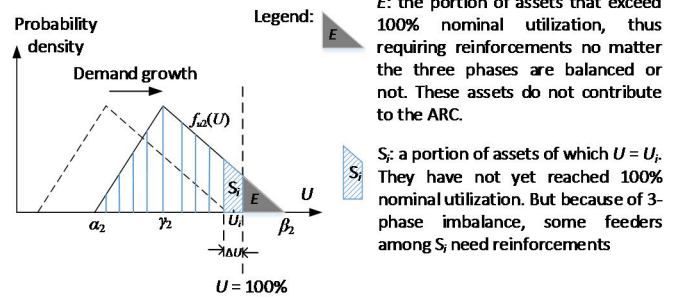 Probability
density
Legend:
E
E: the portion of assets that exceed
100% nominal utilization, thus
requiring reinforcements no matter
the three phases are balanced or
not. These assets do not contribute
to the ARC.
Demand growth
fu2(U)
Si
E
U
α2
γ2
Ui
β2
ΔU
U = 100%
Si
Si: a portion of assets of which U = Ui.
They have not yet reached 100%
nominal utilization. But because of 3-
phase imbalance, some feeders
among Si need reinforcements